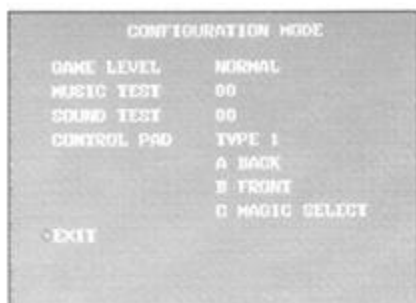 CONFIGURATION MODE
GAME LEVEL NORMAL
MUSIC TEST 00
SOUND TEST 00
CONTROL PAD TYPE 1
A BACK
B FRONT
C MAGIC SELECT
EXIT